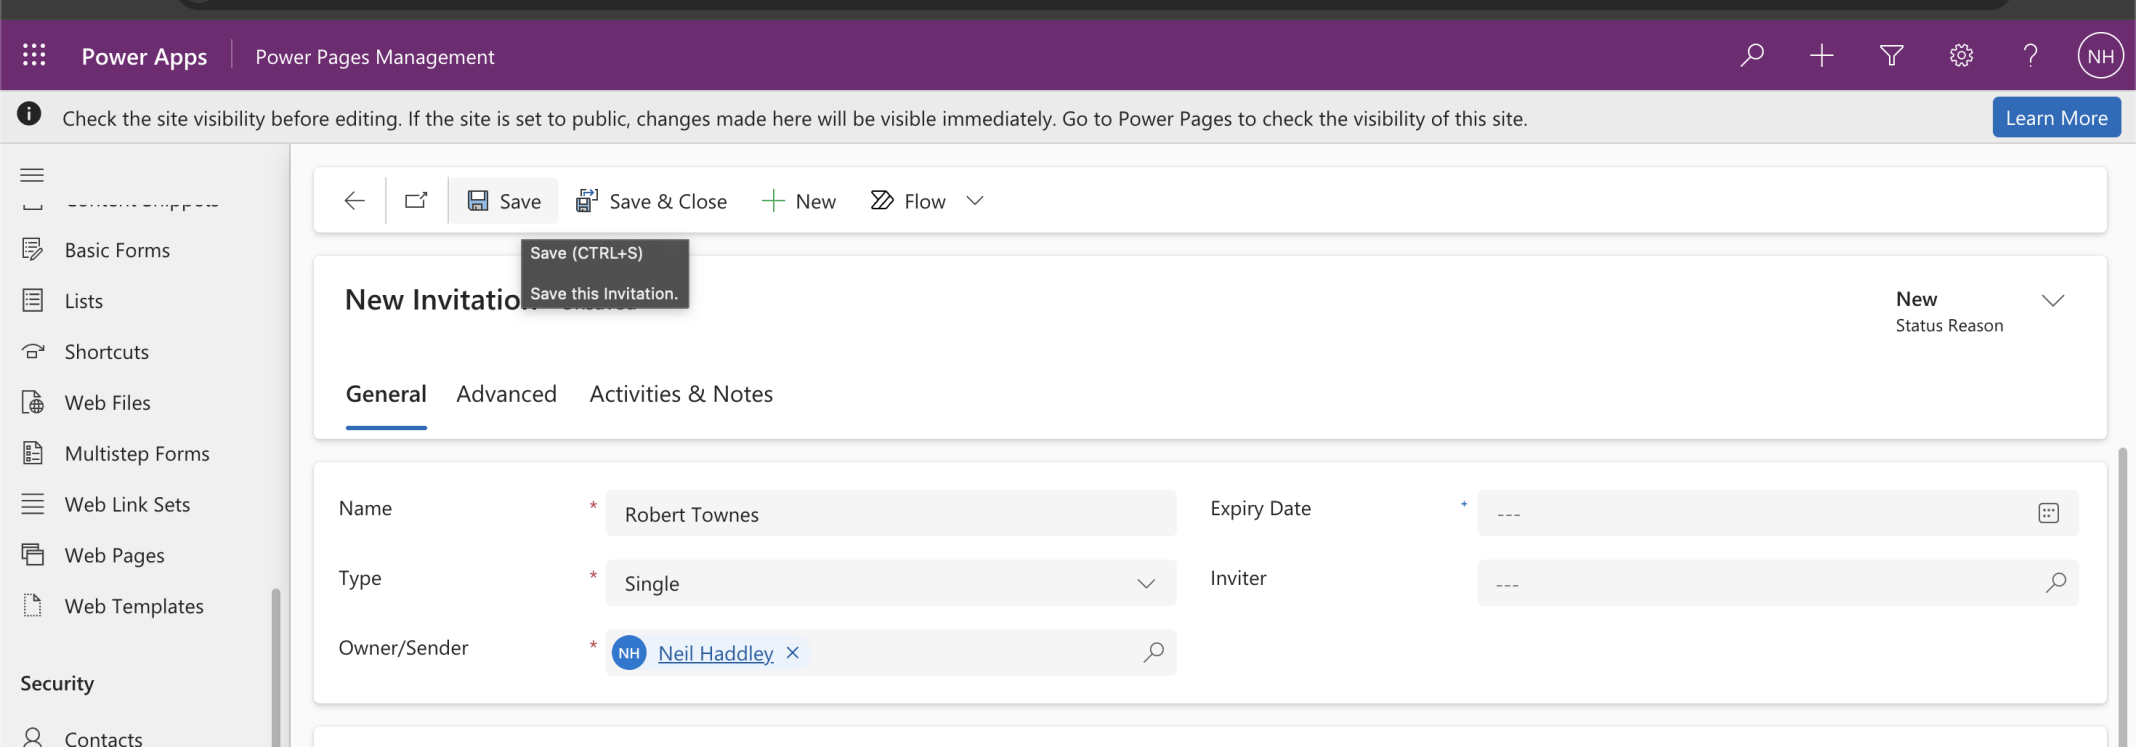 Power Apps
Power Pages Management
NH
Check the site visibility before editing. If the site is set to public, changes made here will be visible immediately. Go to Power Pages to check the visibility of this site.
Learn More
Basic Forms
Lists
Shortcuts
Web Files
Multistep Forms
Web Link Sets
Web Pages
Web Templates
Security
Contacts
Save
Save & Close
New
Flow
Save (CTRL+S)
Save this Invitation.
New Invitation
New
Status Reason
General
Advanced
Activities & Notes
Name
*
Robert Townes
Type
*
Single
Owner/Sender
*
NH
Neil Haddley
Expiry Date
+
---
Inviter
---